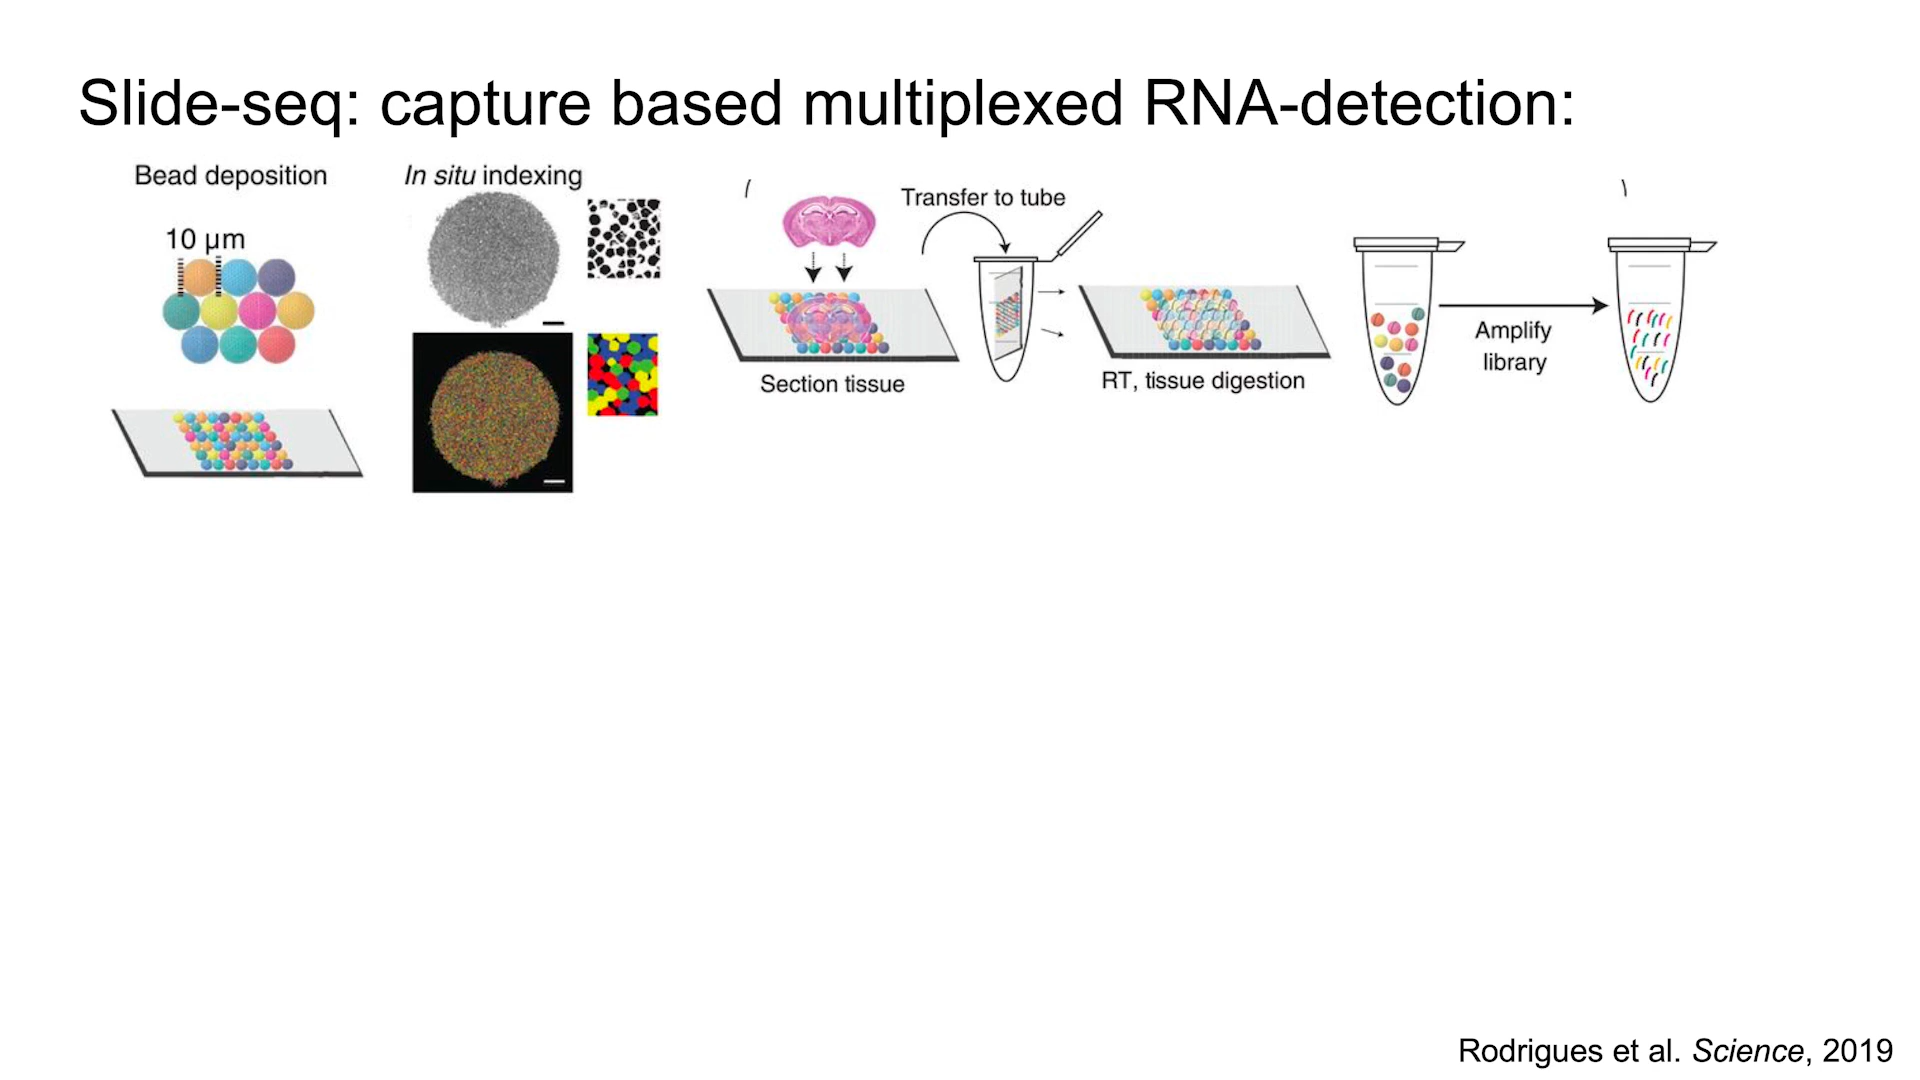 Slide-seq: capture based multiplexed RNA-detection:
Bead deposition
10 µm
In situ indexing
Transfer to tube
Section tissue
RT, tissue digestion
Amplify
library
Rodrigues et al. Science, 2019